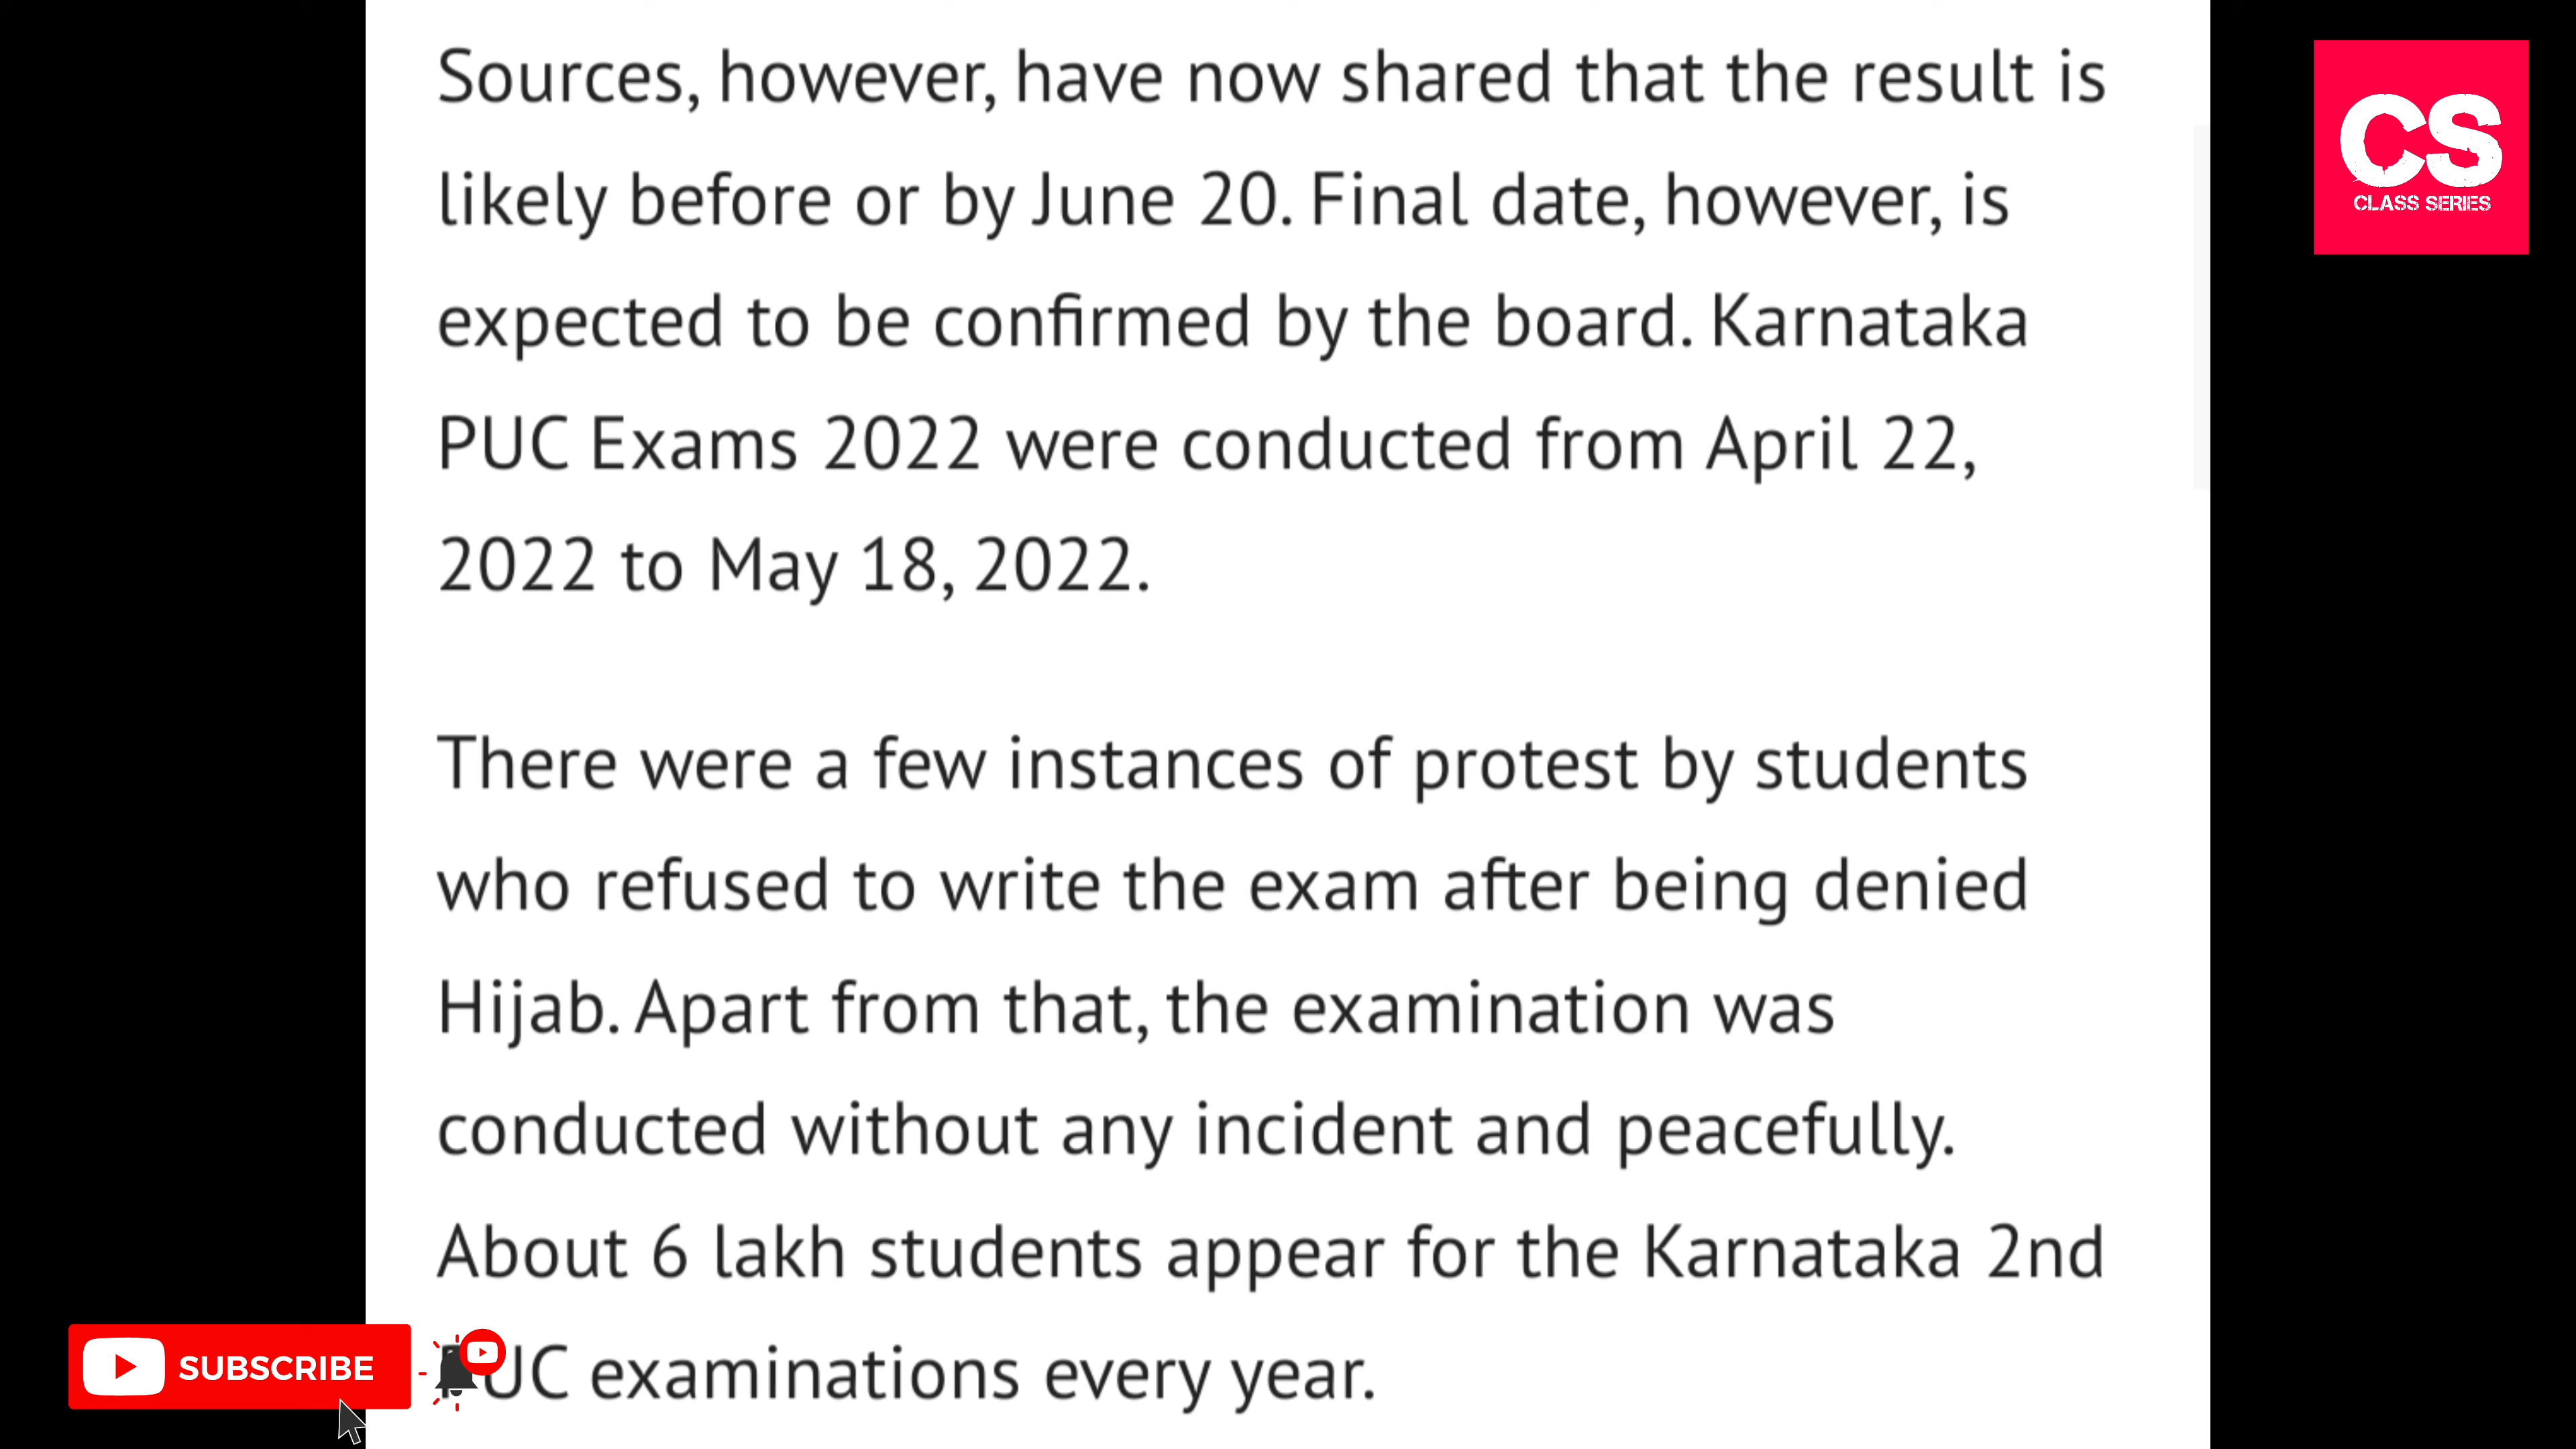 Sources, however, have now shared that the result is
likely before or by June 20. Final date, however, is
expected to be confirmed by the board. Karnataka
PUC Exams 2022 were conducted from April 22,
2022 to May 18, 2022.
There were a few instances of protest by students
who refused to write the exam after being denied
Hijab. Apart from that, the examination was
conducted without any incident and peacefully.
About 6 lakh students appear for the Karnataka 2nd
PUC examinations every year.
CS
CLASS SERIES
SUBSCRIBE